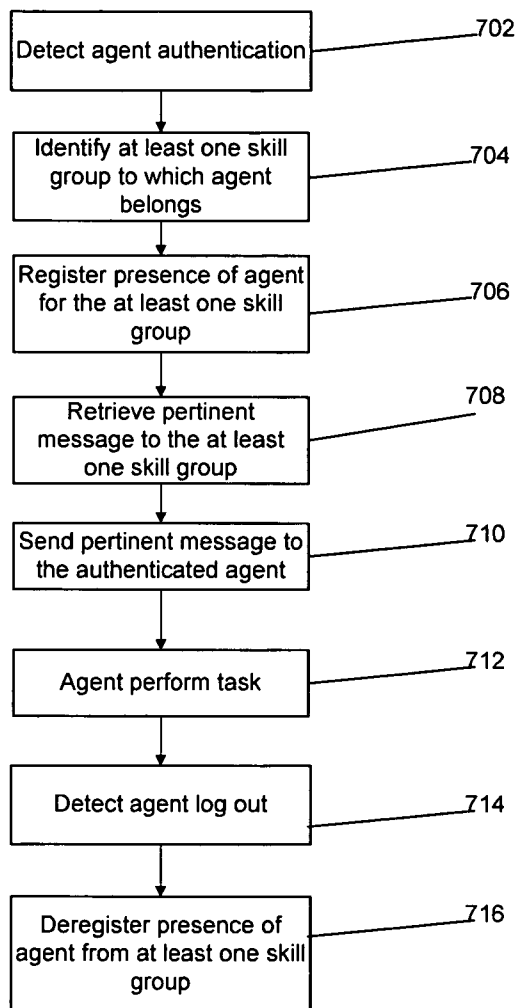 Detect agent authentication
702
Identify at least one skill
group to which agent
belongs
704
Register presence of agent
for the at least one skill
group
706
Retrieve pertinent
message to the at least
one skill group
708
Send pertinent message to
the authenticated agent
710
Agent perform task
712
Detect agent log out
714
Deregister presence of
agent from at least one skill
group
716